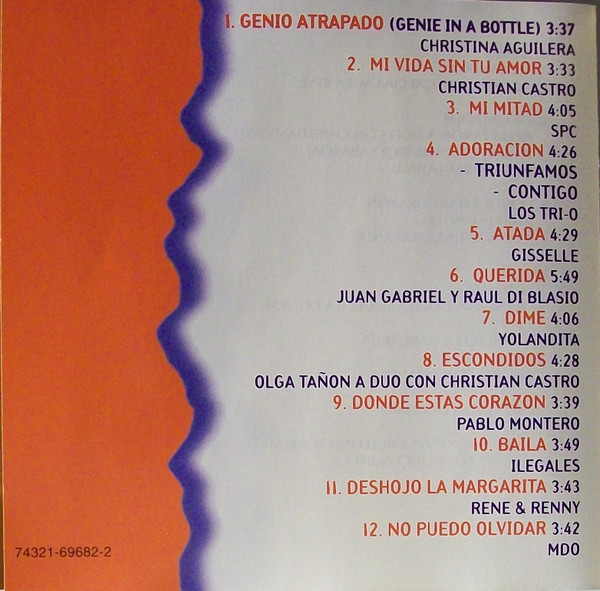 1. GENIO ATRAPADO (GENIE IN A BOTTLE) 3:37
CHRISTINA AGUILERA
2. MI VIDA SIN TU AMOR 3:33
CHRISTIAN CASTRO
3. MI MITAD 4:05
SPC
4. ADORACION 4:26
- TRIUNFAMOS
- CONTIGO
LOS TRI-O
5. ATADA 4:29
GISSELLE
6. QUERIDA 5:49
JUAN GABRIEL Y RAUL DI BLASIO
7. DIME 4:06
YOLANDITA
8. ESCONDIDOS 4:28
OLGA TAÑON A DUO CON CHRISTIAN CASTRO
9. DONDE ESTAS CORAZON 3:39
PABLO MONTERO
10. BAILA 3:49
ILEGALES
11. DESHOJO LA MARGARITA 3:43
RENE & RENNY
12. NO PUEDO OLVIDAR 3:42
MDO
74321-69682-2